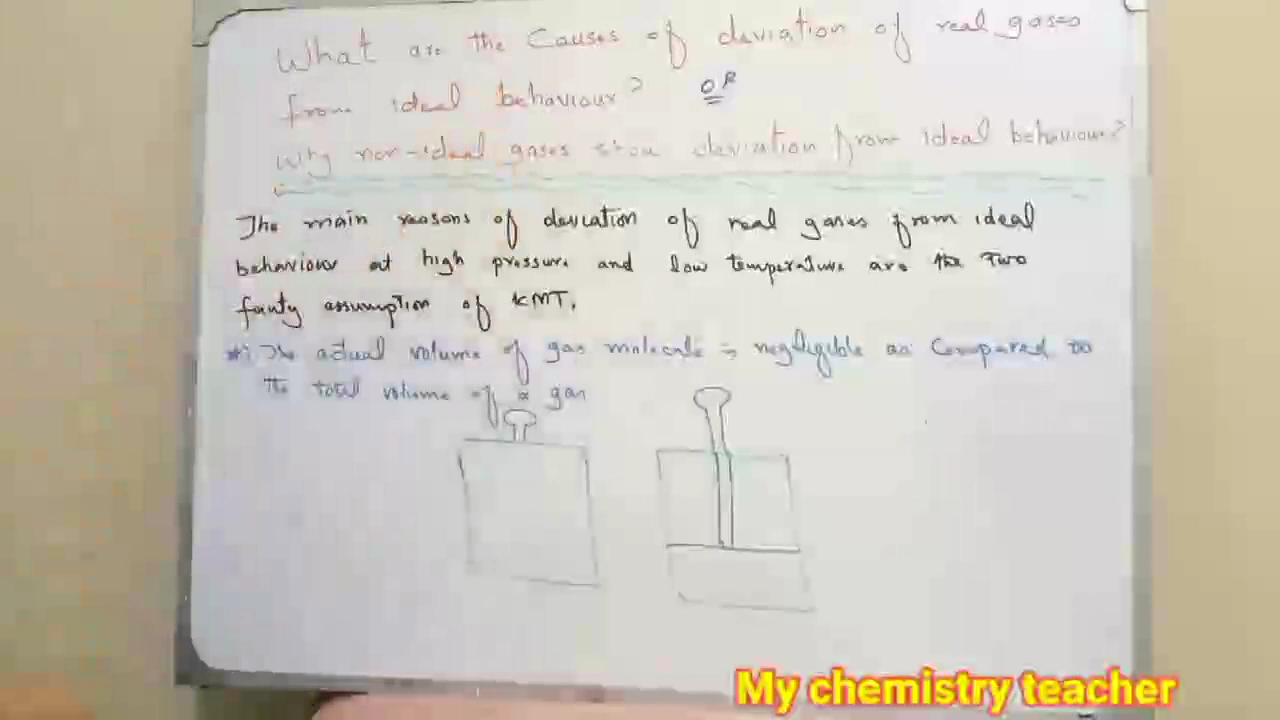 What are the Causes of deviation of real gases
from ideal behaviour? OR
Why non-ideal gases show deviation from ideal behaviour?
The main reasons of deviation of real gases from ideal
behaviour at high pressure and low temperature are the Two
faulty assumption of KMT.
*1 The actual volume of gas molecule is negligible as Compared to
The total volume of a gas
My chemistry teacher